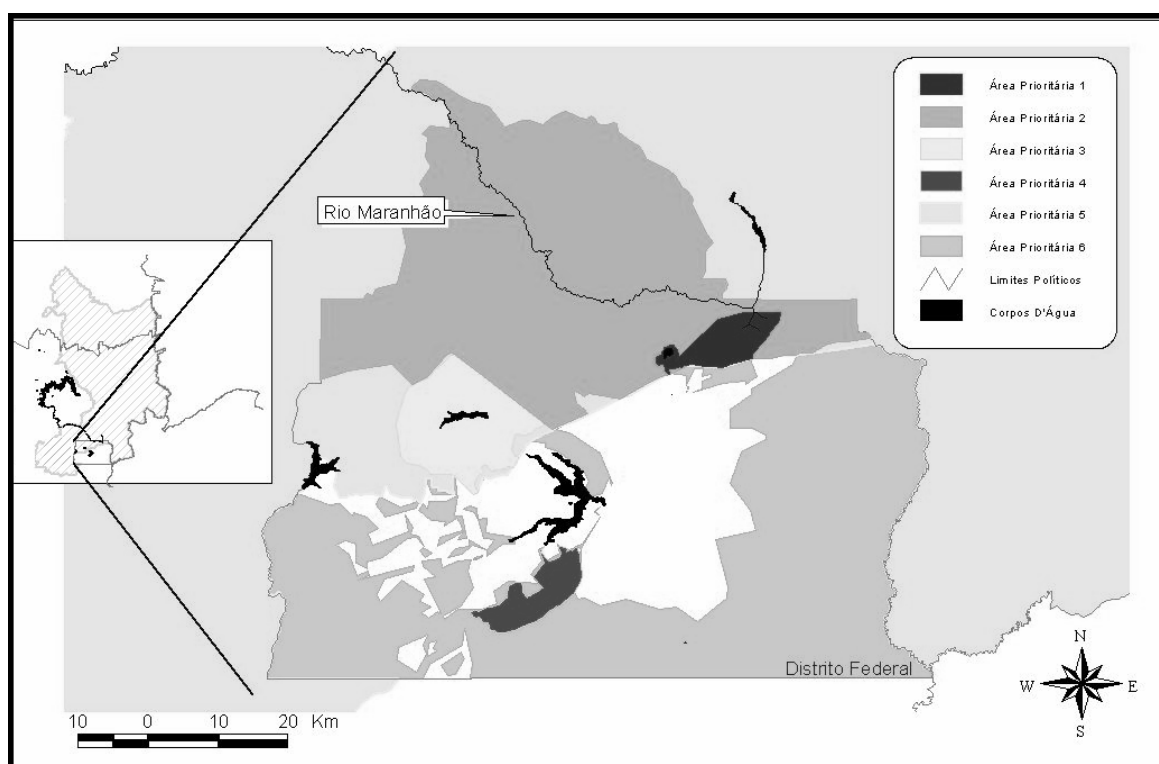 Área Prioritária 1
Área Prioritária 2
Área Prioritária 3
Área Prioritária 4
Área Prioritária 5
Área Prioritária 6
Limites Políticos
Corpos D'Água
Rio Maranhão
Distrito Federal
N
W E
S
10 0 10 20 Km